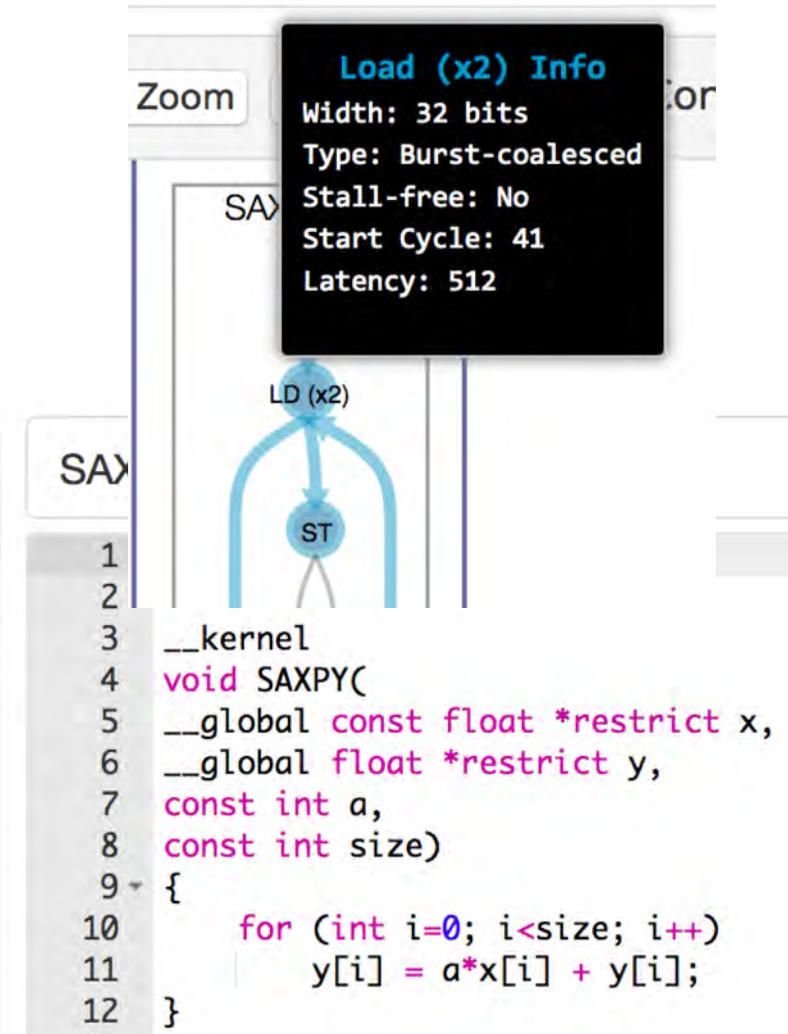 Load (x2) Info
Zoom
Width: 32 bits
Type: Burst-coalesced
Stall-free: No
Start Cycle: 41
Latency: 512
LD (x2)
ST
1
2
3 __kernel
4 void SAXPY(
5 __global const float *restrict x,
6 __global float *restrict y,
7 const int a,
8 const int size)
9 {
10 for (int i=0; i<size; i++)
11 y[i] = a*x[i] + y[i];
12 }